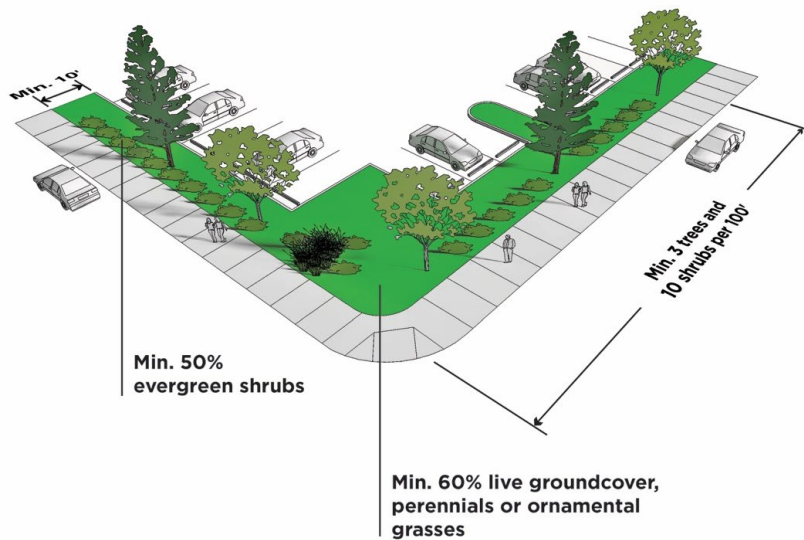 Min. 10'
Min. 3 trees and
10 shrubs per 100'
Min. 50%
evergreen shrubs
Min. 60% live groundcover,
perennials or ornamental
grasses